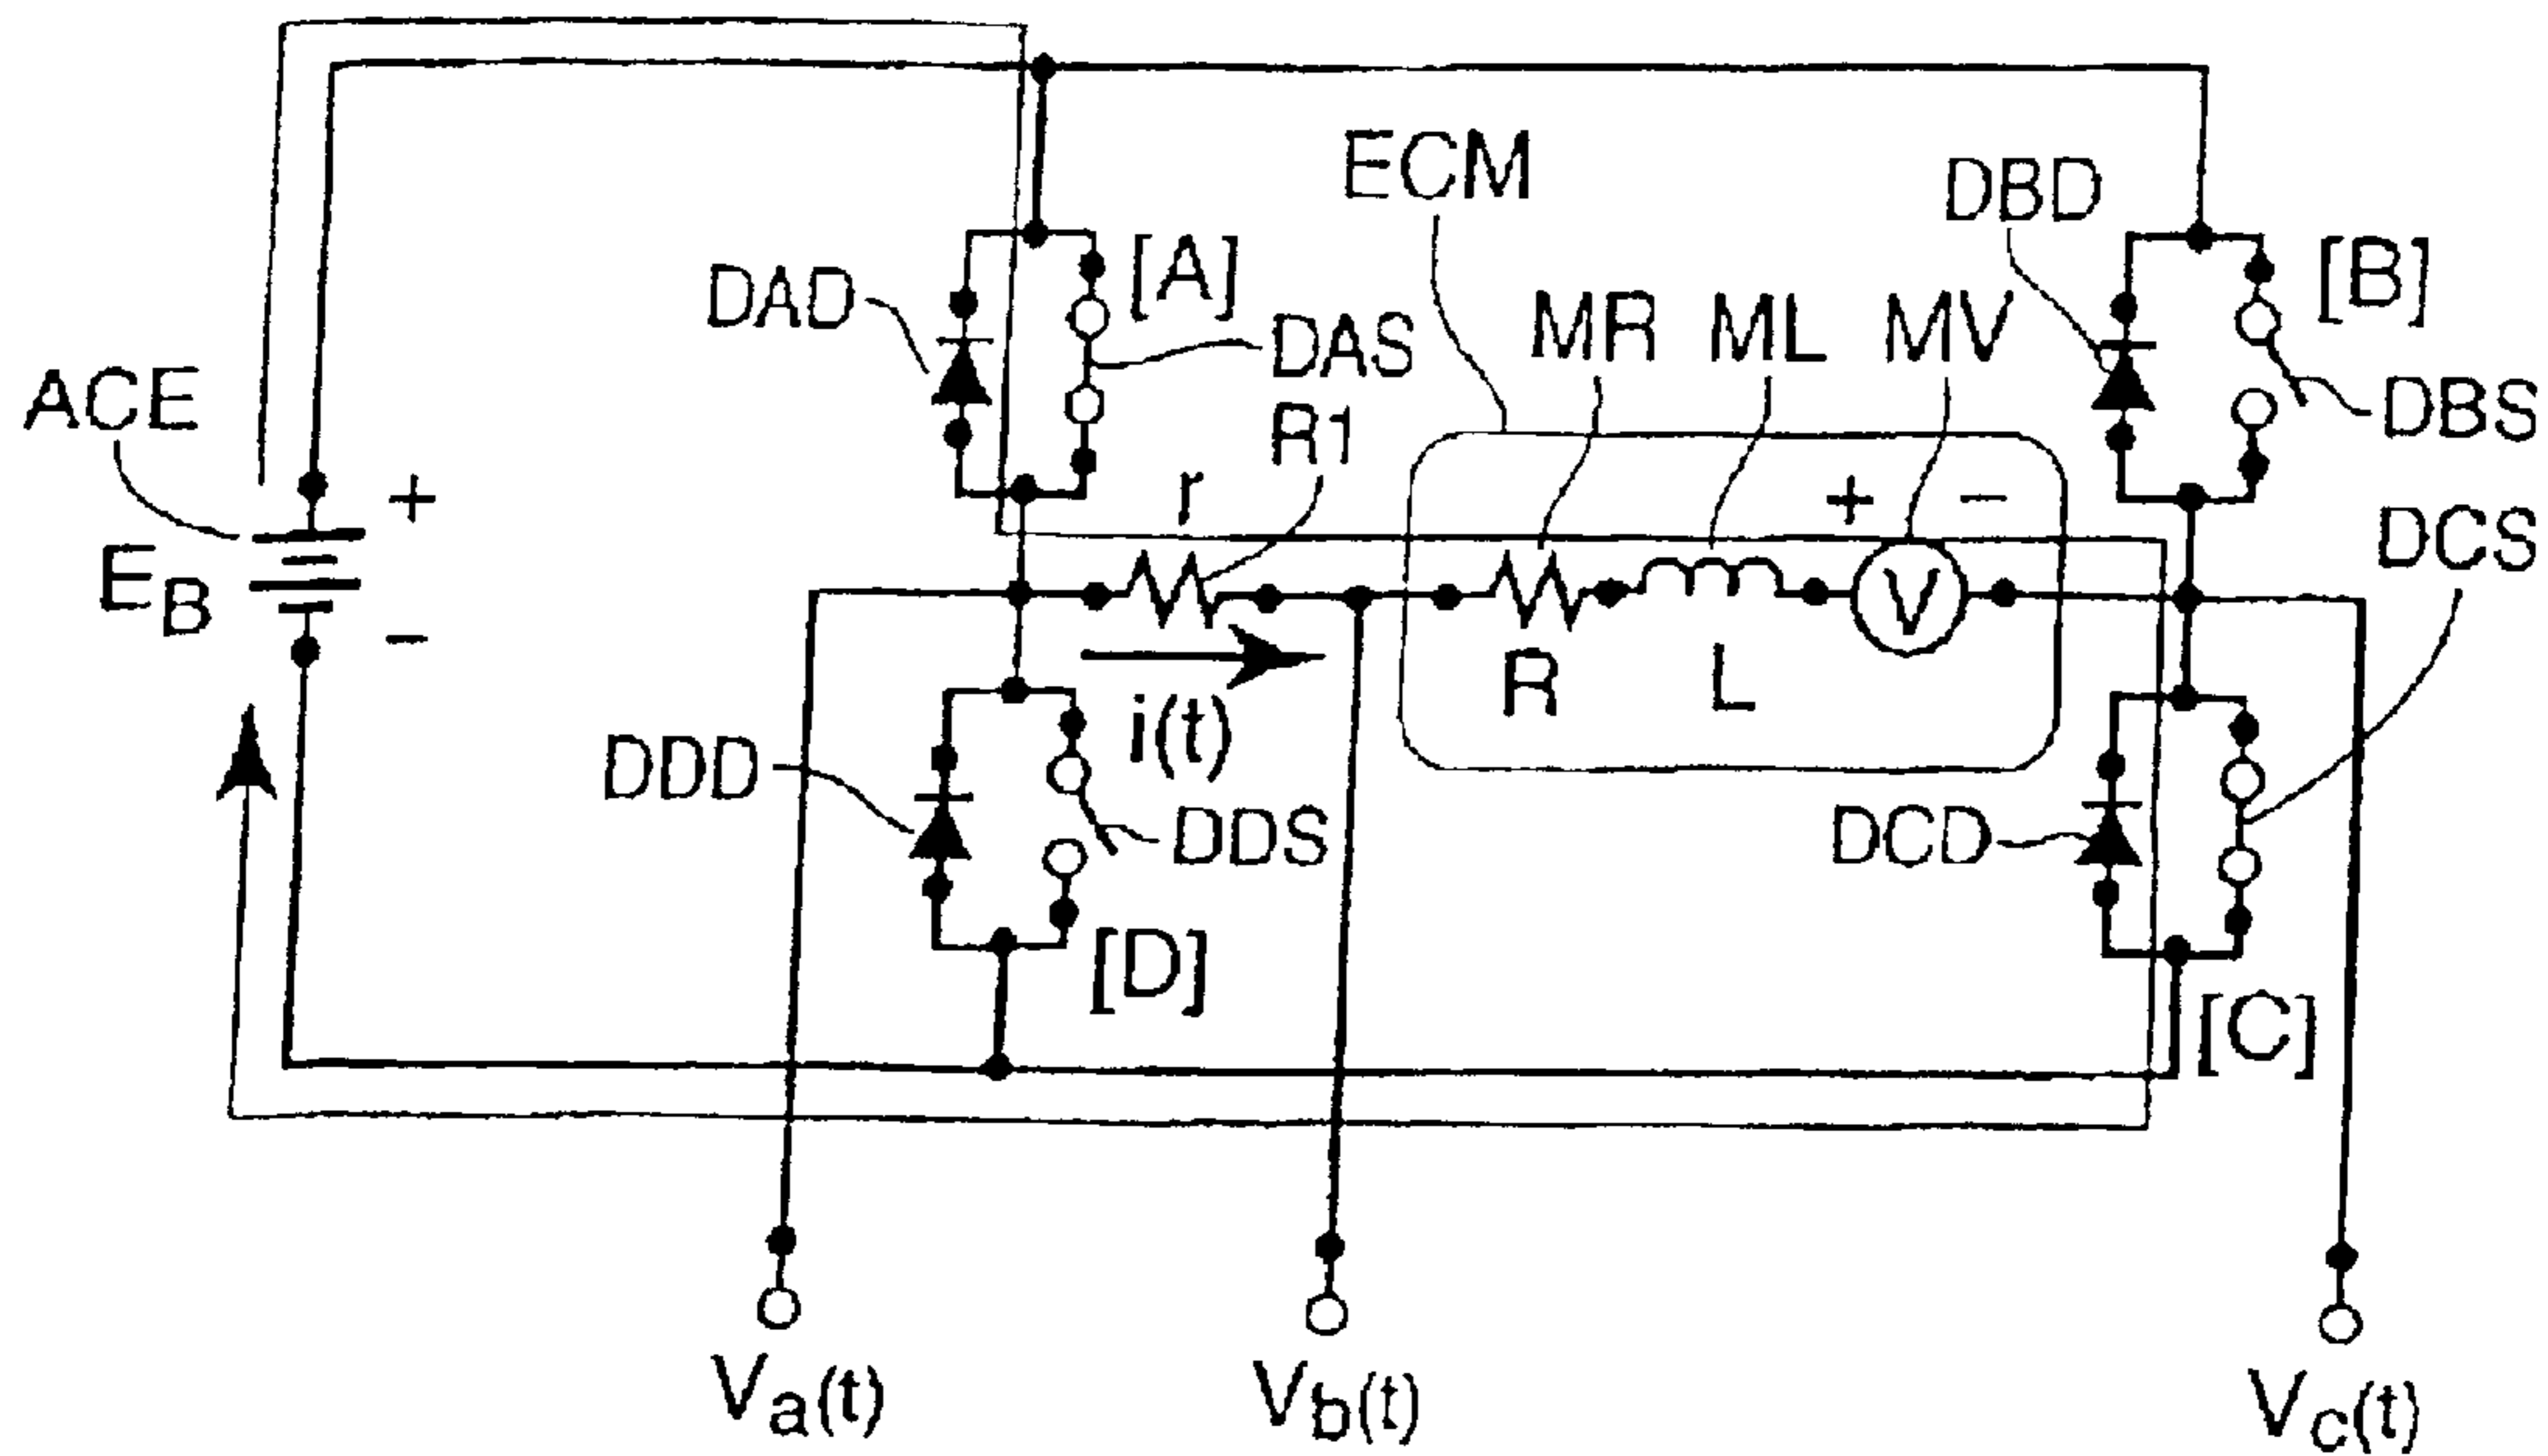 ECM
DBD
[A]
[B]
DAD
DAS
MR
ML
MV
ACE
R1
DBS
r
+
+ −
DCS
E_B
V
−
R
L
i(t)
DDD
DDS
DCD
[D]
[C]
V_a(t)
V_b(t)
V_c(t)